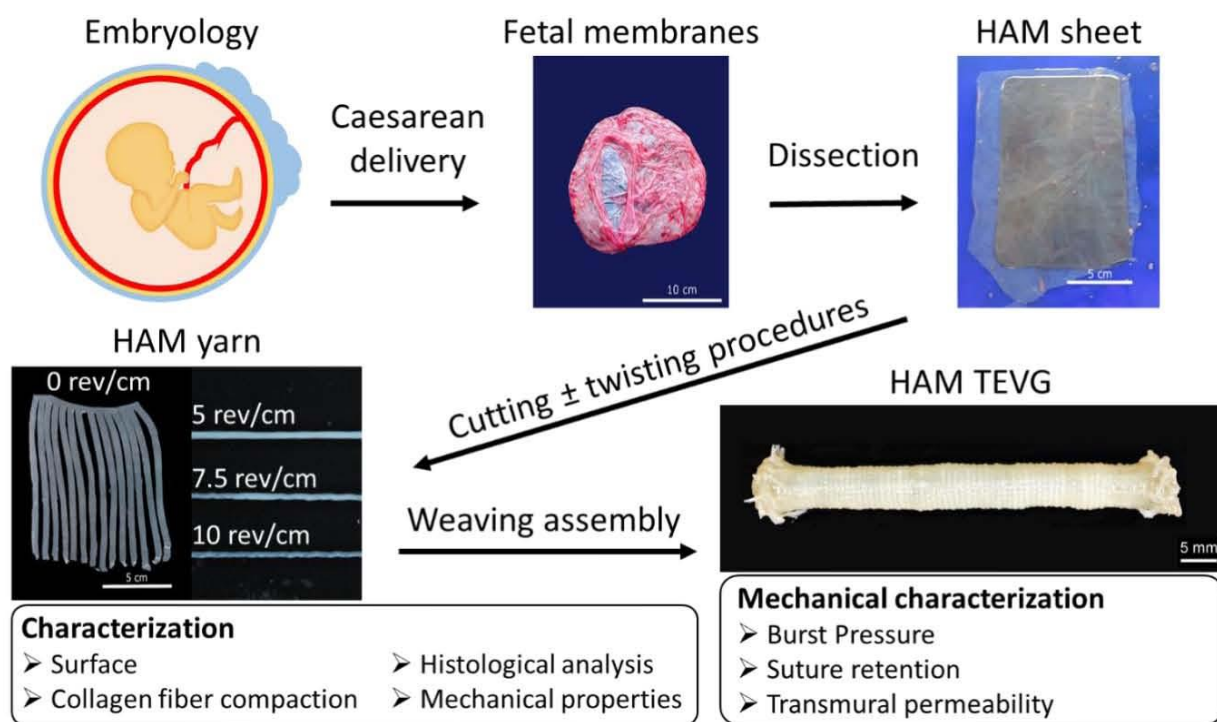 Embryology
Caesarean
delivery
Fetal membranes
10 cm
Dissection
HAM sheet
5 cm
Cutting ± twisting procedures
HAM yarn
0 rev/cm
5 cm
5 rev/cm
7.5 rev/cm
10 rev/cm
Weaving assembly
HAM TEVG
5 mm
Characterization
➢ Surface
➢ Collagen fiber compaction
➢ Histological analysis
➢ Mechanical properties
Mechanical characterization
➢ Burst Pressure
➢ Suture retention
➢ Transmural permeability